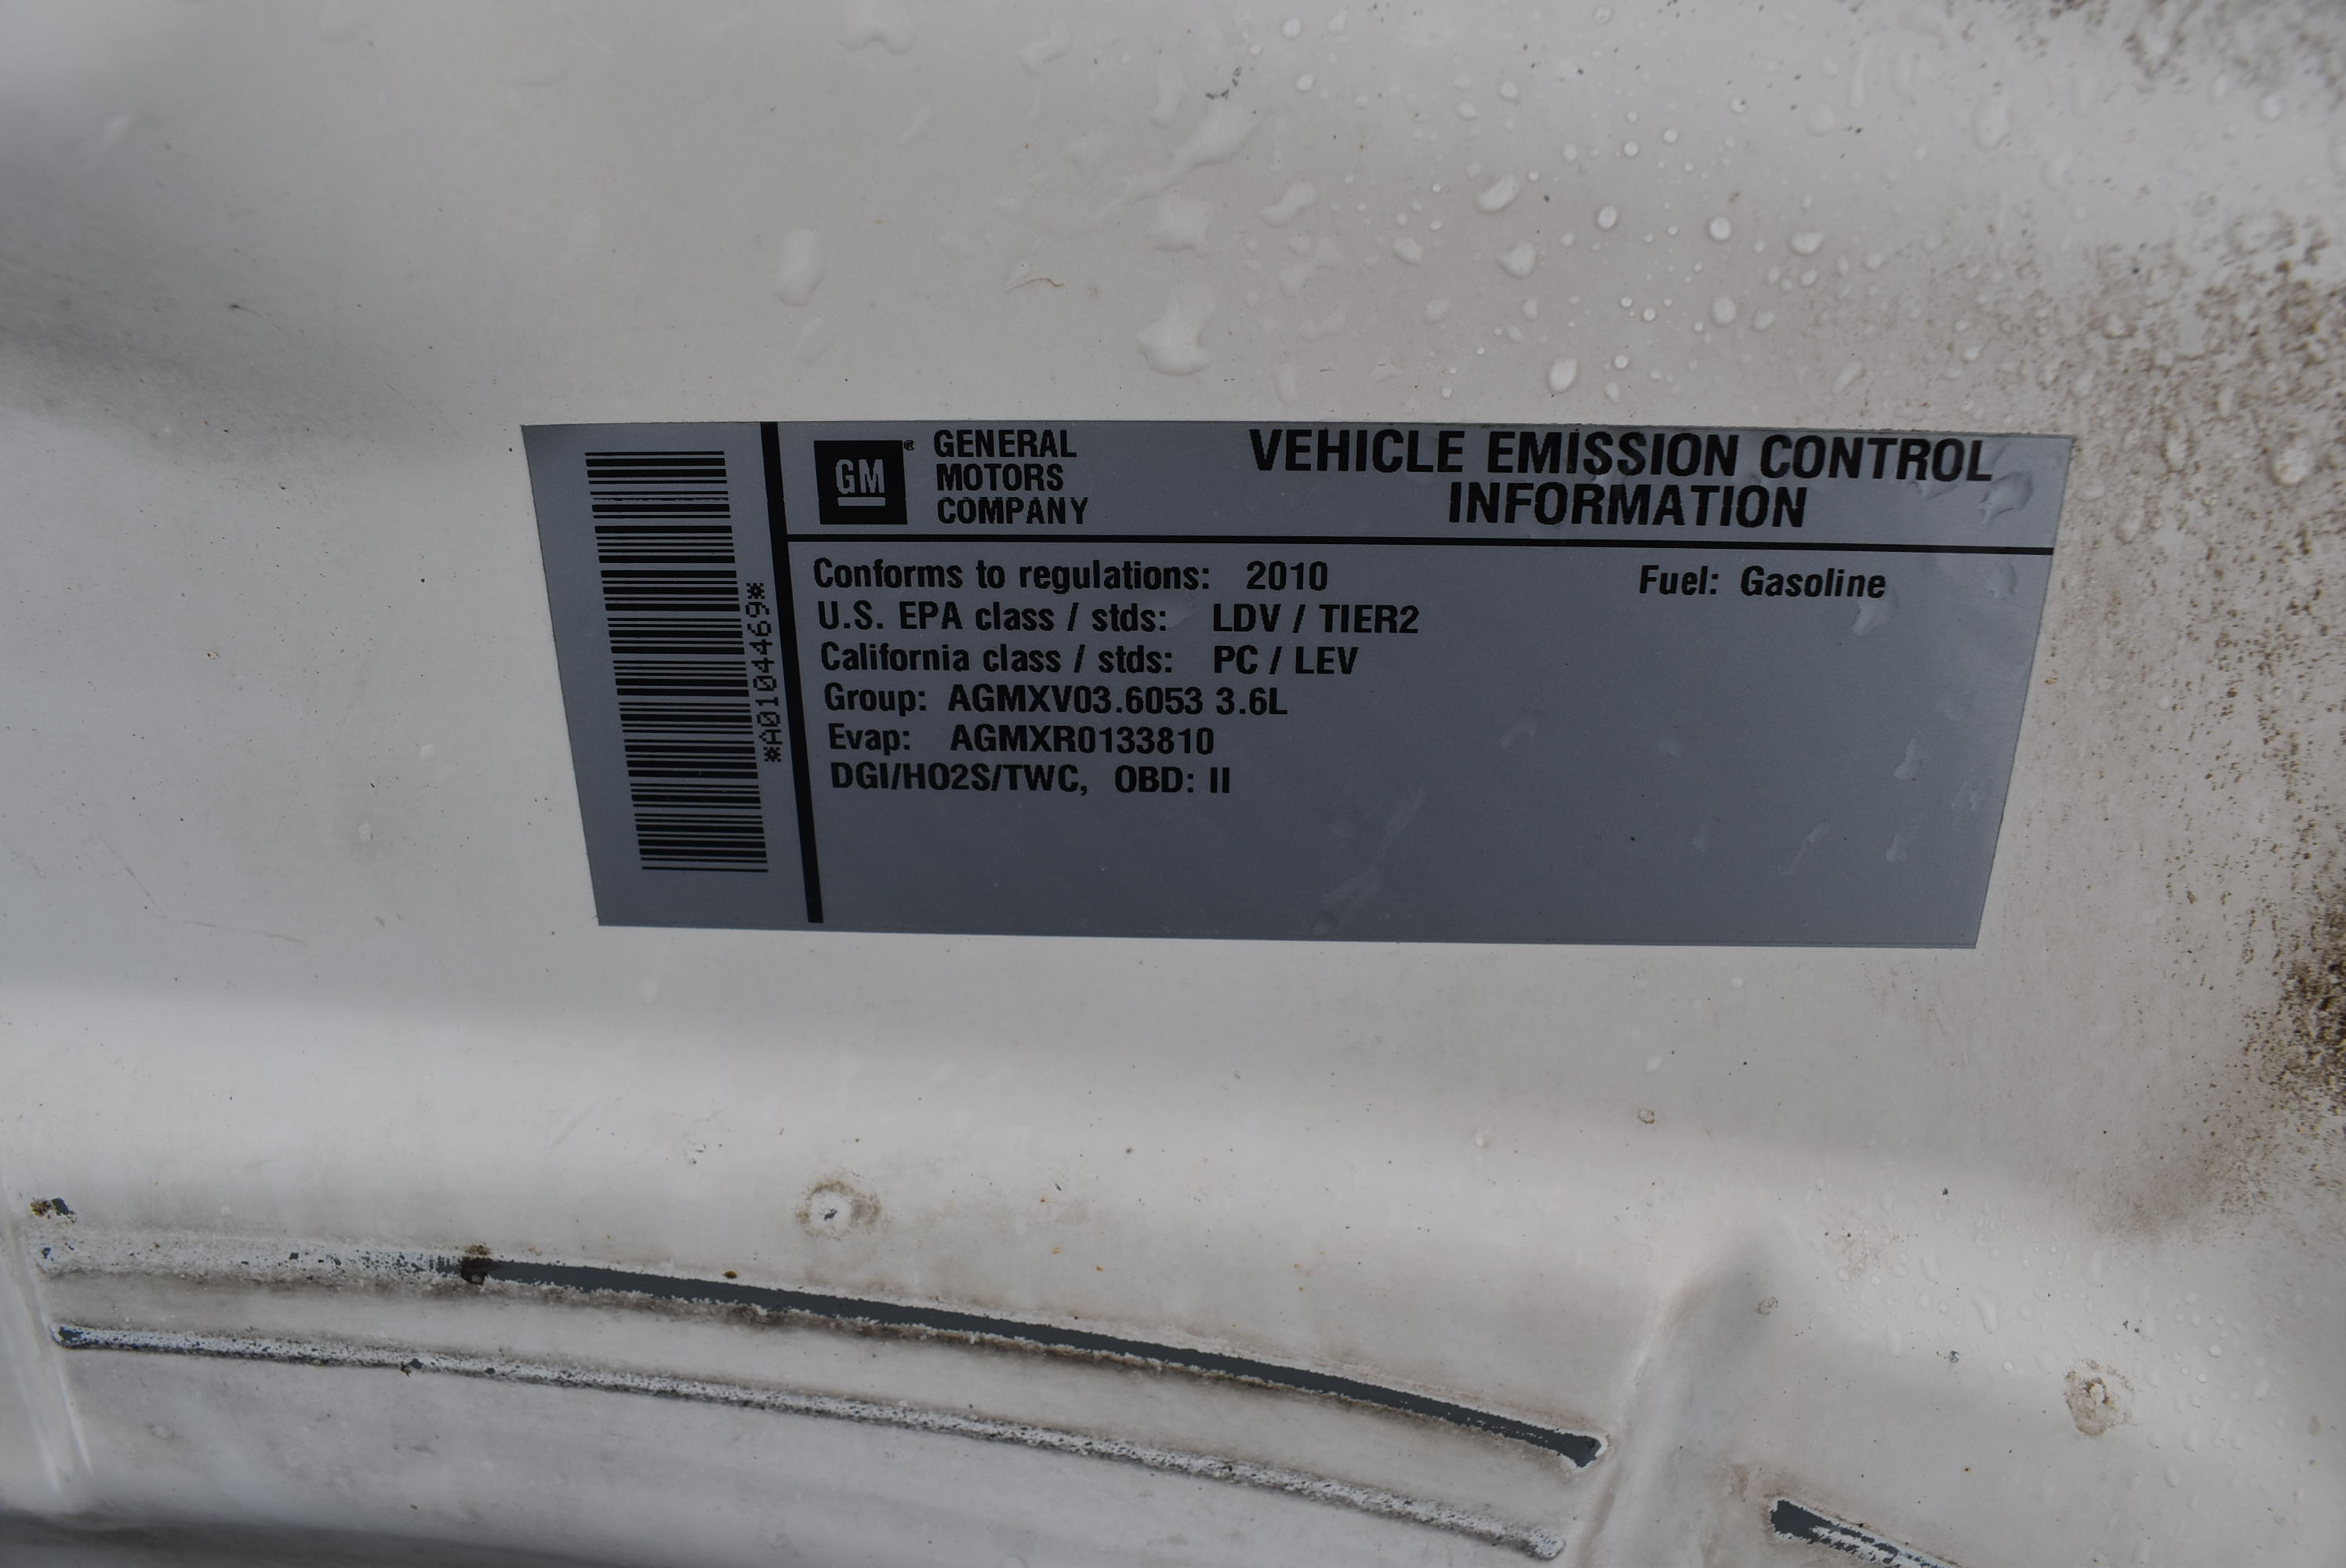 GM
GENERAL
MOTORS
COMPANY
VEHICLE EMISSION CONTROL
INFORMATION
Conforms to regulations: 2010
Fuel: Gasoline
U.S. EPA class / stds: LDV / TIER2
California class / stds: PC / LEV
Group: AGMXV03.6053 3.6L
Evap: AGMXR0133810
DGI/HO2S/TWC, OBD: II
*A0104469*